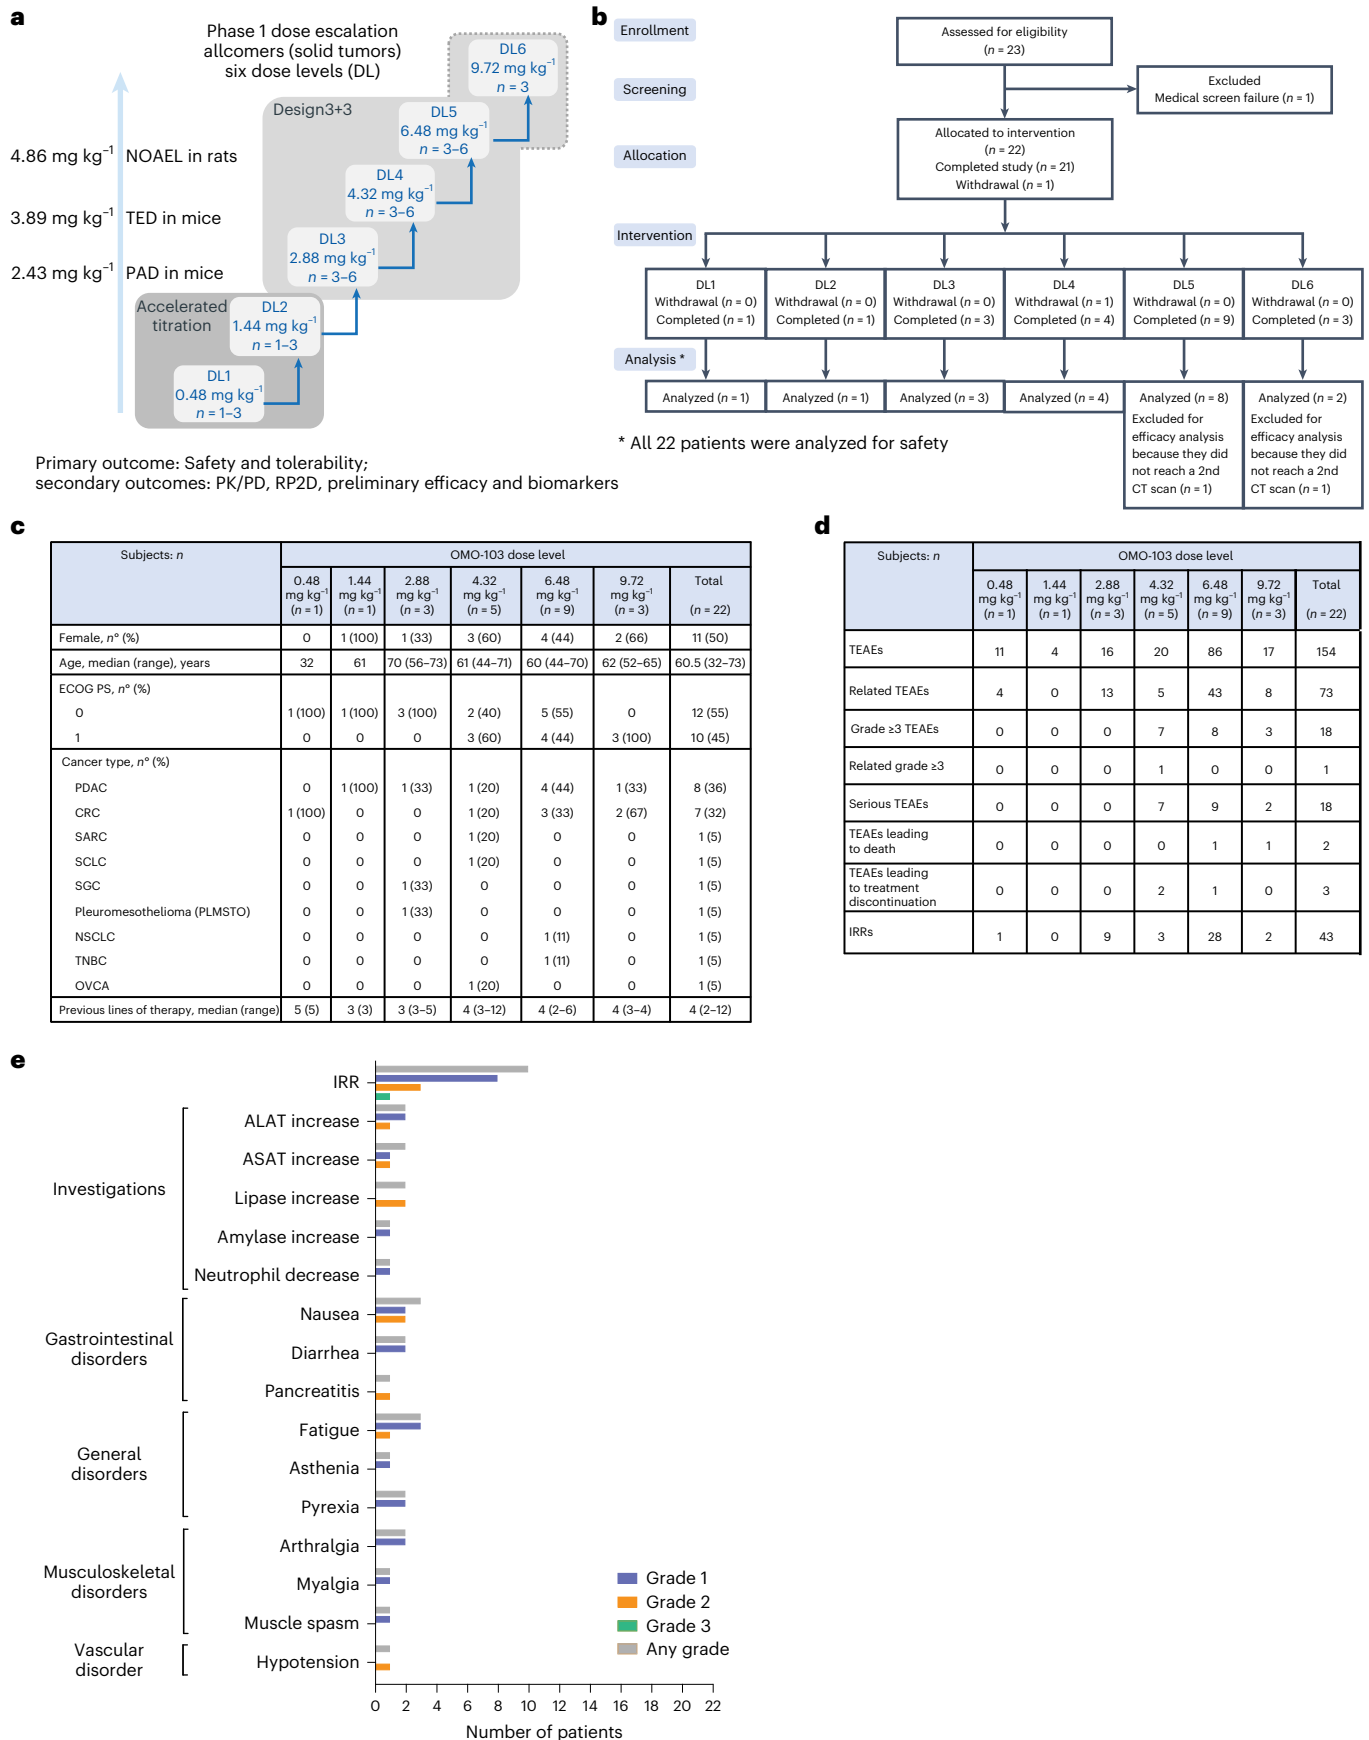 a
Phase 1 dose escalation
allcomers (solid tumors)
six dose levels (DL)
4.86 mg kg⁻¹ NOAEL in rats
3.89 mg kg⁻¹ TED in mice
2.43 mg kg⁻¹ PAD in mice
Design3+3
DL6
9.72 mg kg⁻¹
n = 3
DL5
6.48 mg kg⁻¹
n = 3–6
DL4
4.32 mg kg⁻¹
n = 3–6
DL3
2.88 mg kg⁻¹
n = 3–6
Accelerated
titration
DL2
1.44 mg kg⁻¹
n = 1–3
DL1
0.48 mg kg⁻¹
n = 1–3
Primary outcome: Safety and tolerability;
secondary outcomes: PK/PD, RP2D, preliminary efficacy and biomarkers
b
Enrollment
Screening
Allocation
Intervention
Analysis *
Assessed for eligibility
(n = 23)
Excluded
Medical screen failure (n = 1)
Allocated to intervention
(n = 22)
Completed study (n = 21)
Withdrawal (n = 1)
DL1
Withdrawal (n = 0)
Completed (n = 1)
DL2
Withdrawal (n = 0)
Completed (n = 1)
DL3
Withdrawal (n = 0)
Completed (n = 3)
DL4
Withdrawal (n = 1)
Completed (n = 4)
DL5
Withdrawal (n = 0)
Completed (n = 9)
DL6
Withdrawal (n = 0)
Completed (n = 3)
Analyzed (n = 1)
Analyzed (n = 1)
Analyzed (n = 3)
Analyzed (n = 4)
Analyzed (n = 8)
Excluded for
efficacy analysis
because they did
not reach a 2nd
CT scan (n = 1)
Analyzed (n = 2)
Excluded for
efficacy analysis
because they did
not reach a 2nd
CT scan (n = 1)
* All 22 patients were analyzed for safety
c
Subjects: n OMO-103 dose level
0.48 1.44 2.88 4.32 6.48 9.72 Total
mg kg⁻¹ mg kg⁻¹ mg kg⁻¹ mg kg⁻¹ mg kg⁻¹ mg kg⁻¹
(n = 1) (n = 1) (n = 3) (n = 5) (n = 9) (n = 3) (n = 22)
Female, nº (%) 0 1 (100) 1 (33) 3 (60) 4 (44) 2 (66) 11 (50)
Age, median (range), years 32 61 70 (56–73) 61 (44–71) 60 (44–70) 62 (52–65) 60.5 (32–73)
ECOG PS, nº (%)
0 1 (100) 1 (100) 3 (100) 2 (40) 5 (55) 0 12 (55)
1 0 0 0 3 (60) 4 (44) 3 (100) 10 (45)
Cancer type, nº (%)
PDAC 0 1 (100) 1 (33) 1 (20) 4 (44) 1 (33) 8 (36)
CRC 1 (100) 0 0 1 (20) 3 (33) 2 (67) 7 (32)
SARC 0 0 0 1 (20) 0 0 1 (5)
SCLC 0 0 0 1 (20) 0 0 1 (5)
SGC 0 0 1 (33) 0 0 0 1 (5)
Pleuromesothelioma (PLMSTO) 0 0 1 (33) 0 0 0 1 (5)
NSCLC 0 0 0 0 1 (11) 0 1 (5)
TNBC 0 0 0 0 1 (11) 0 1 (5)
OVCA 0 0 0 1 (20) 0 0 1 (5)
Previous lines of therapy, median (range) 5 (5) 3 (3) 3 (3–5) 4 (3–12) 4 (2–6) 4 (3–4) 4 (2–12)
d
Subjects: n OMO-103 dose level
0.48 1.44 2.88 4.32 6.48 9.72 Total
mg kg⁻¹ mg kg⁻¹ mg kg⁻¹ mg kg⁻¹ mg kg⁻¹ mg kg⁻¹
(n = 1) (n = 1) (n = 3) (n = 5) (n = 9) (n = 3) (n = 22)
TEAEs 11 4 16 20 86 17 154
Related TEAEs 4 0 13 5 43 8 73
Grade ≥3 TEAEs 0 0 0 7 8 3 18
Related grade ≥3 0 0 0 1 0 0 1
Serious TEAEs 0 0 0 7 9 2 18
TEAEs leading
to death 0 0 0 0 1 1 2
TEAEs leading
to treatment
discontinuation 0 0 0 2 1 0 3
IRRs 1 0 9 3 28 2 43
e
IRR
Investigations
ALAT increase
ASAT increase
Lipase increase
Amylase increase
Neutrophil decrease
Gastrointestinal
disorders
Nausea
Diarrhea
Pancreatitis
General
disorders
Fatigue
Asthenia
Pyrexia
Musculoskeletal
disorders
Arthralgia
Myalgia
Muscle spasm
Vascular
disorder
Hypotension
Grade 1
Grade 2
Grade 3
Any grade
0 2 4 6 8 10 12 14 16 18 20 22
Number of patients